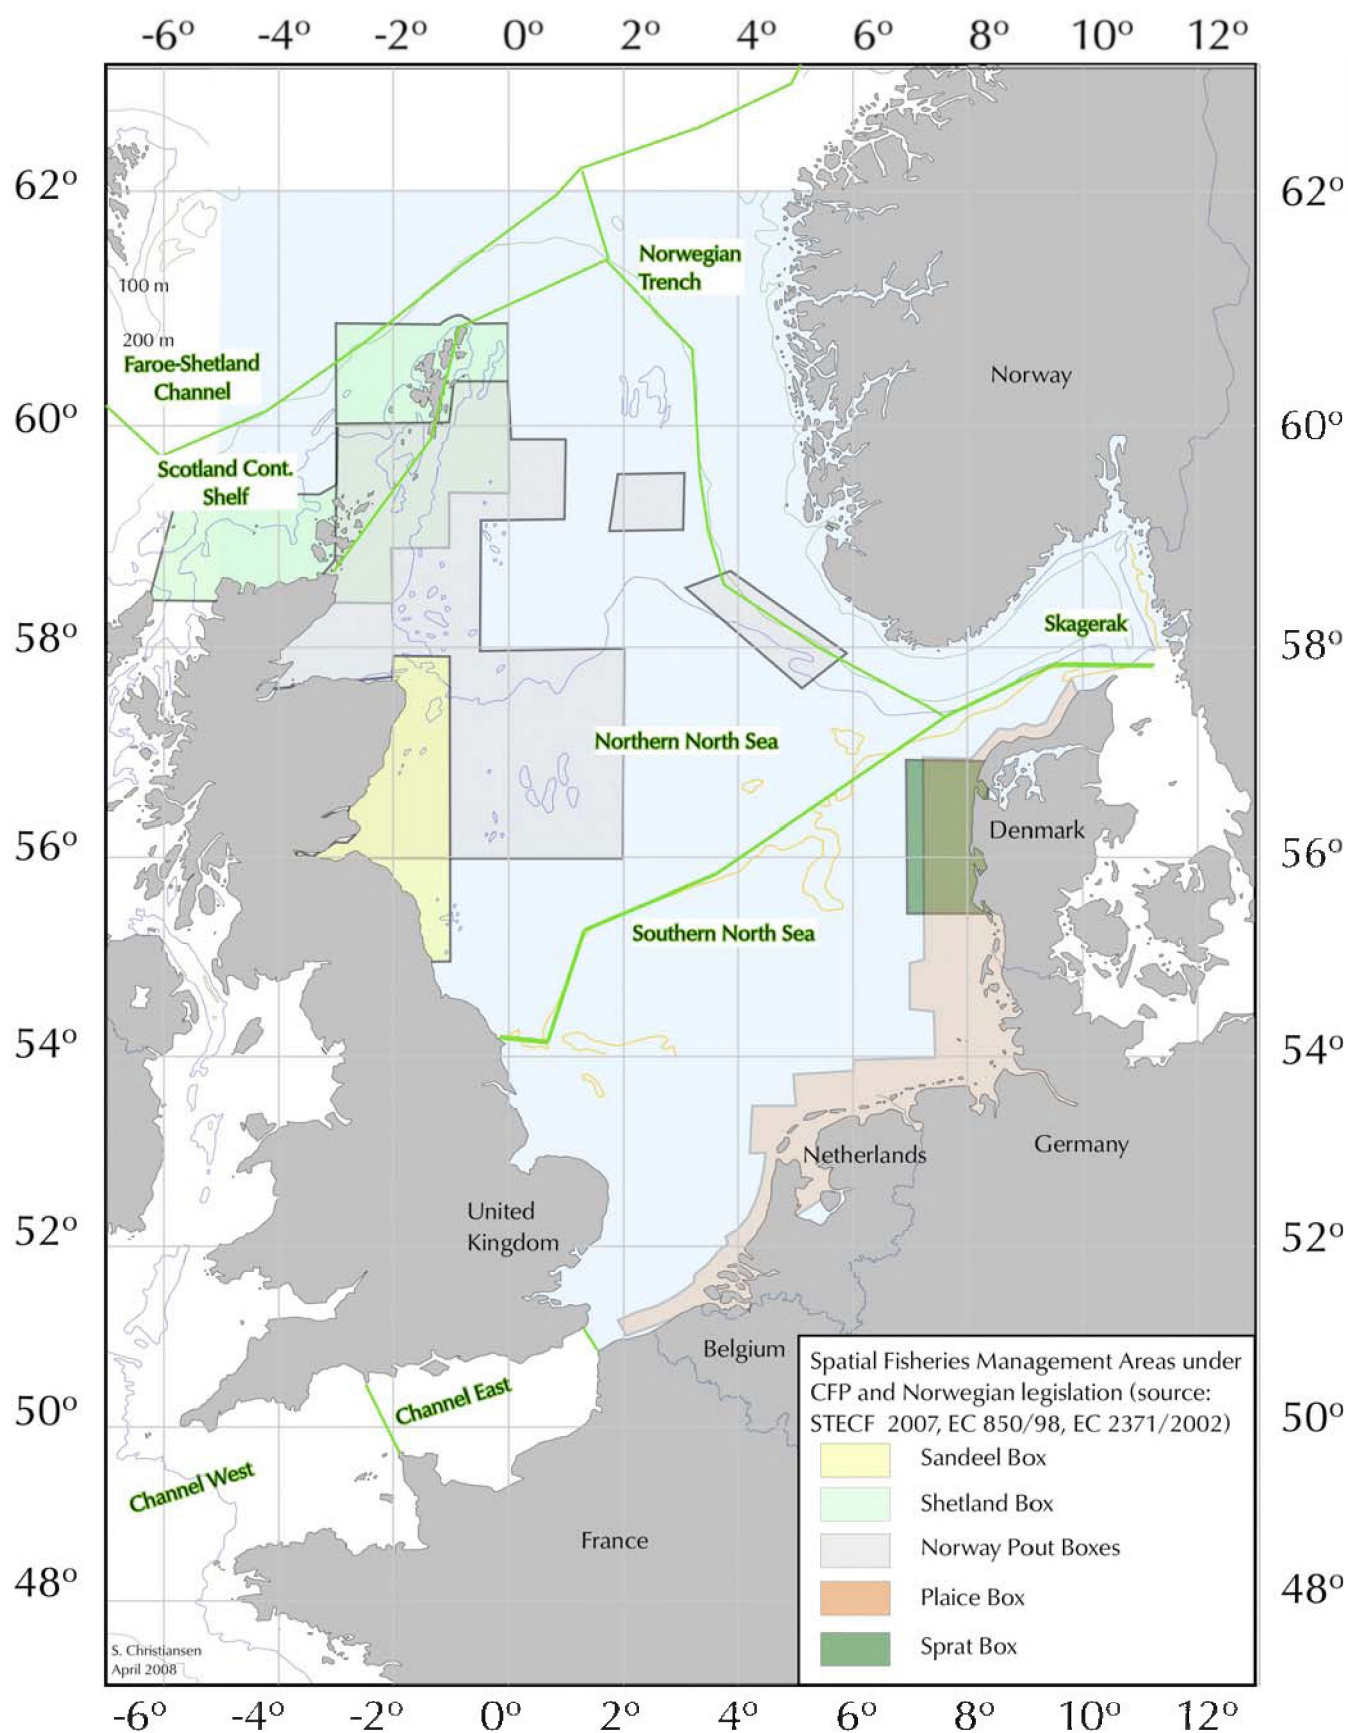 -6° -4° -2° 0° 2° 4° 6° 8° 10° 12°
62° 62°
Norwegian
Trench
100 m
200 m
Faroe-Shetland
Channel
Norway
60° 60°
Scotland Cont.
Shelf
Skagerak
58° 58°
Northern North Sea
Denmark
56° 56°
Southern North Sea
54° 54°
Germany
Netherlands
United
Kingdom
52° 52°
Belgium
Channel East
50° 50°
Channel West
France
48° 48°
Spatial Fisheries Management Areas under
CFP and Norwegian legislation (source:
STECF 2007, EC 850/98, EC 2371/2002)
Sandeel Box
Shetland Box
Norway Pout Boxes
Plaice Box
Sprat Box
S. Christiansen
April 2008
-6° -4° -2° 0° 2° 4° 6° 8° 10° 12°